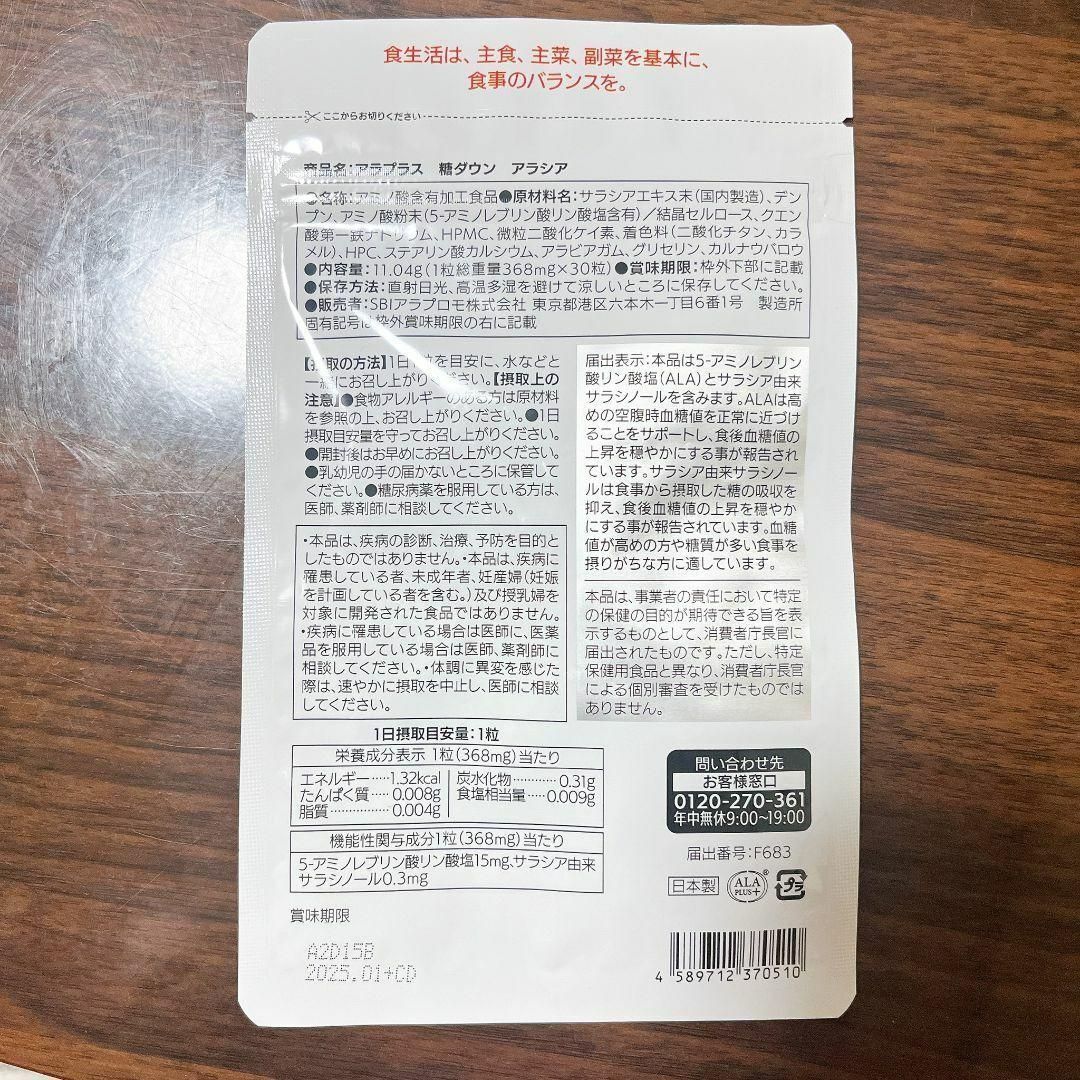 食生活は、主食、主菜、副菜を基本に、
食事のバランスを。
ここからお切りください
商品名:アラプラス 糖ダウン アラシア
●名称:アミノ酸含有加工食品●原材料名:サラシアエキス末(国内製造)、デン
プン、アミノ酸粉末(5-アミノレブリン酸リン酸塩含有)/結晶セルロース、クエン
酸第一鉄ナトリウム、HPMC、微粒二酸化ケイ素、着色料(二酸化チタン、カラ
メル)、HPC、ステアリン酸カルシウム、アラビアガム、グリセリン、カルナウバロウ
●内容量:11.04g(1粒総重量368mg×30粒)●賞味期限:枠外下部に記載
●保存方法:直射日光、高温多湿を避けて涼しいところに保存してください。
●販売者:SBIアラプロモ株式会社 東京都港区六本木一丁目6番1号 製造所
固有記号は枠外賞味期限の右に記載
【摂取の方法】1日1粒を目安に、水などと
一緒にお召し上がりください。【摂取上の
注意】●食物アレルギーのある方は原材料
を参照の上、お召し上がりください。●1日
摂取目安量を守ってお召し上がりください。
●開封後はお早めにお召し上がりください。
●乳幼児の手の届かないところに保管して
ください。●糖尿病薬を服用している方は、
医師、薬剤師に相談してください。
・本品は、疾病の診断、治療、予防を目的と
したものではありません。・本品は、疾病に
罹患している者、未成年者、妊産婦(妊娠
を計画している者を含む。)及び授乳婦を
対象に開発された食品ではありません。
・疾病に罹患している場合は医師に、医薬
品を服用している場合は医師、薬剤師に
相談してください。・体調に異変を感じた
際は、速やかに摂取を中止し、医師に相談
してください。
届出表示:本品は5-アミノレブリン
酸リン酸塩(ALA)とサラシア由来
サラシノールを含みます。ALAは高
めの空腹時血糖値を正常に近づけ
ることをサポートし、食後血糖値の
上昇を穏やかにする事が報告され
ています。サラシア由来サラシノー
ルは食事から摂取した糖の吸収を
抑え、食後血糖値の上昇を穏やか
にする事が報告されています。血糖
値が高めの方や糖質が多い食事を
摂りがちな方に適しています。
本品は、事業者の責任において特定
の保健の目的が期待できる旨を表
示するものとして、消費者庁長官に
届出されたものです。ただし、特定
保健用食品と異なり、消費者庁長官
による個別審査を受けたものでは
ありません。
1日摂取目安量:1粒
栄養成分表示 1粒(368mg)当たり
エネルギー……1.32kcal
たんぱく質……0.008g
脂質……………0.004g
炭水化物…………0.31g
食塩相当量……0.009g
機能性関与成分1粒(368mg)当たり
5-アミノレブリン酸リン酸塩15mg、サラシア由来
サラシノール0.3mg
問い合わせ先
お客様窓口
0120-270-361
年中無休9:00~19:00
届出番号:F683
日本製
ALA
PLUS+
®
プラ
賞味期限
A2D15B
2025.01+CD
4 589712 370510